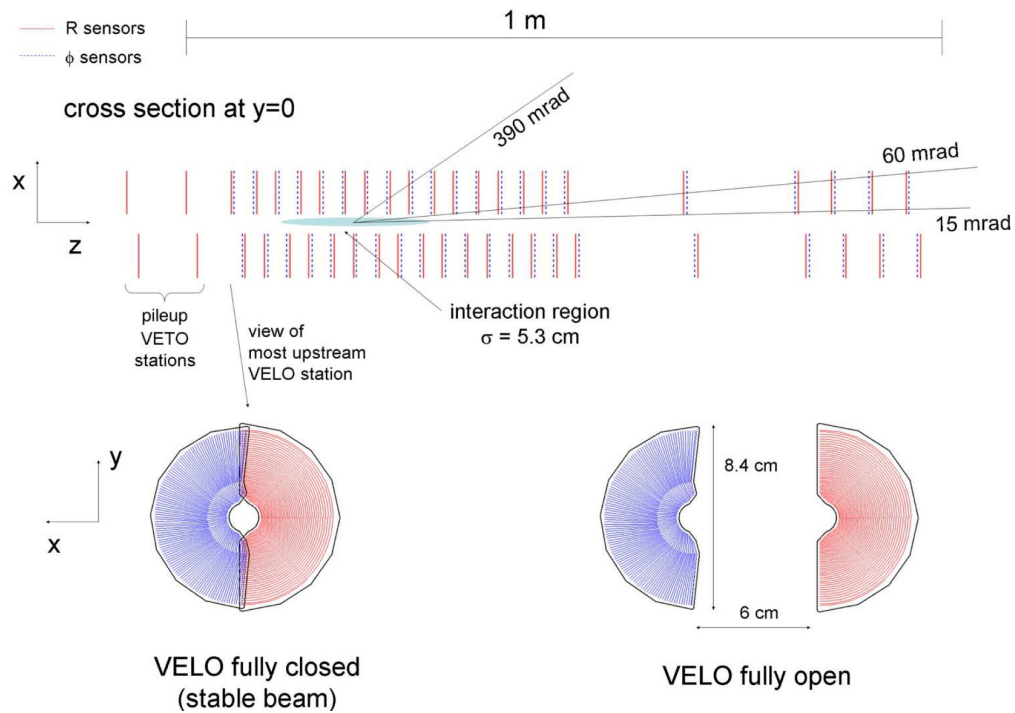 R sensors
ϕ sensors
1 m
cross section at y=0
390 mrad
60 mrad
15 mrad
x
z
pileup
VETO
stations
view of
most upstream
VELO station
interaction region
σ = 5.3 cm
y
x
8.4 cm
6 cm
VELO fully closed
(stable beam)
VELO fully open